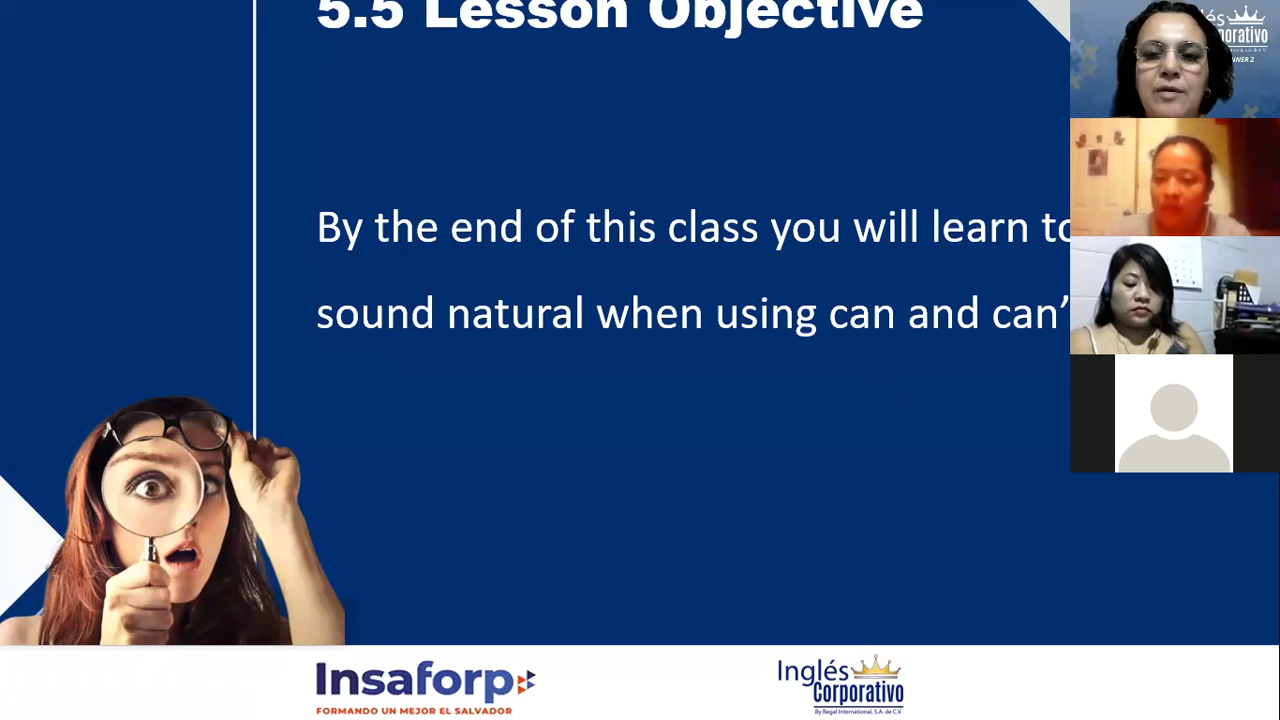 5.5 Lesson Objective
By the end of this class you will learn to
sound natural when using can and can’
Insaforp
FORMANDO UN MEJOR EL SALVADOR
Inglés
Corporativo
By Regal International, S.A. de C.V.